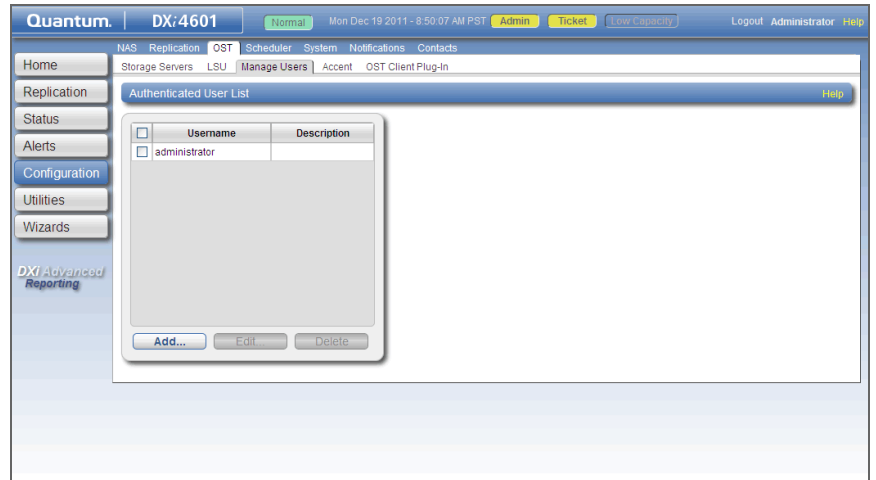 Quantum. DXi4601 Normal Mon Dec 19 2011 - 8:50:07 AM PST Admin Ticket Low Capacity Logout Administrator Help
NAS Replication OST Scheduler System Notifications Contacts
Storage Servers LSU Manage Users Accent OST Client Plug-In
Home
Replication
Status
Alerts
Configuration
Utilities
Wizards
DXi Advanced
Reporting
Authenticated User List Help
Username Description
administrator
Add... Edit Delete